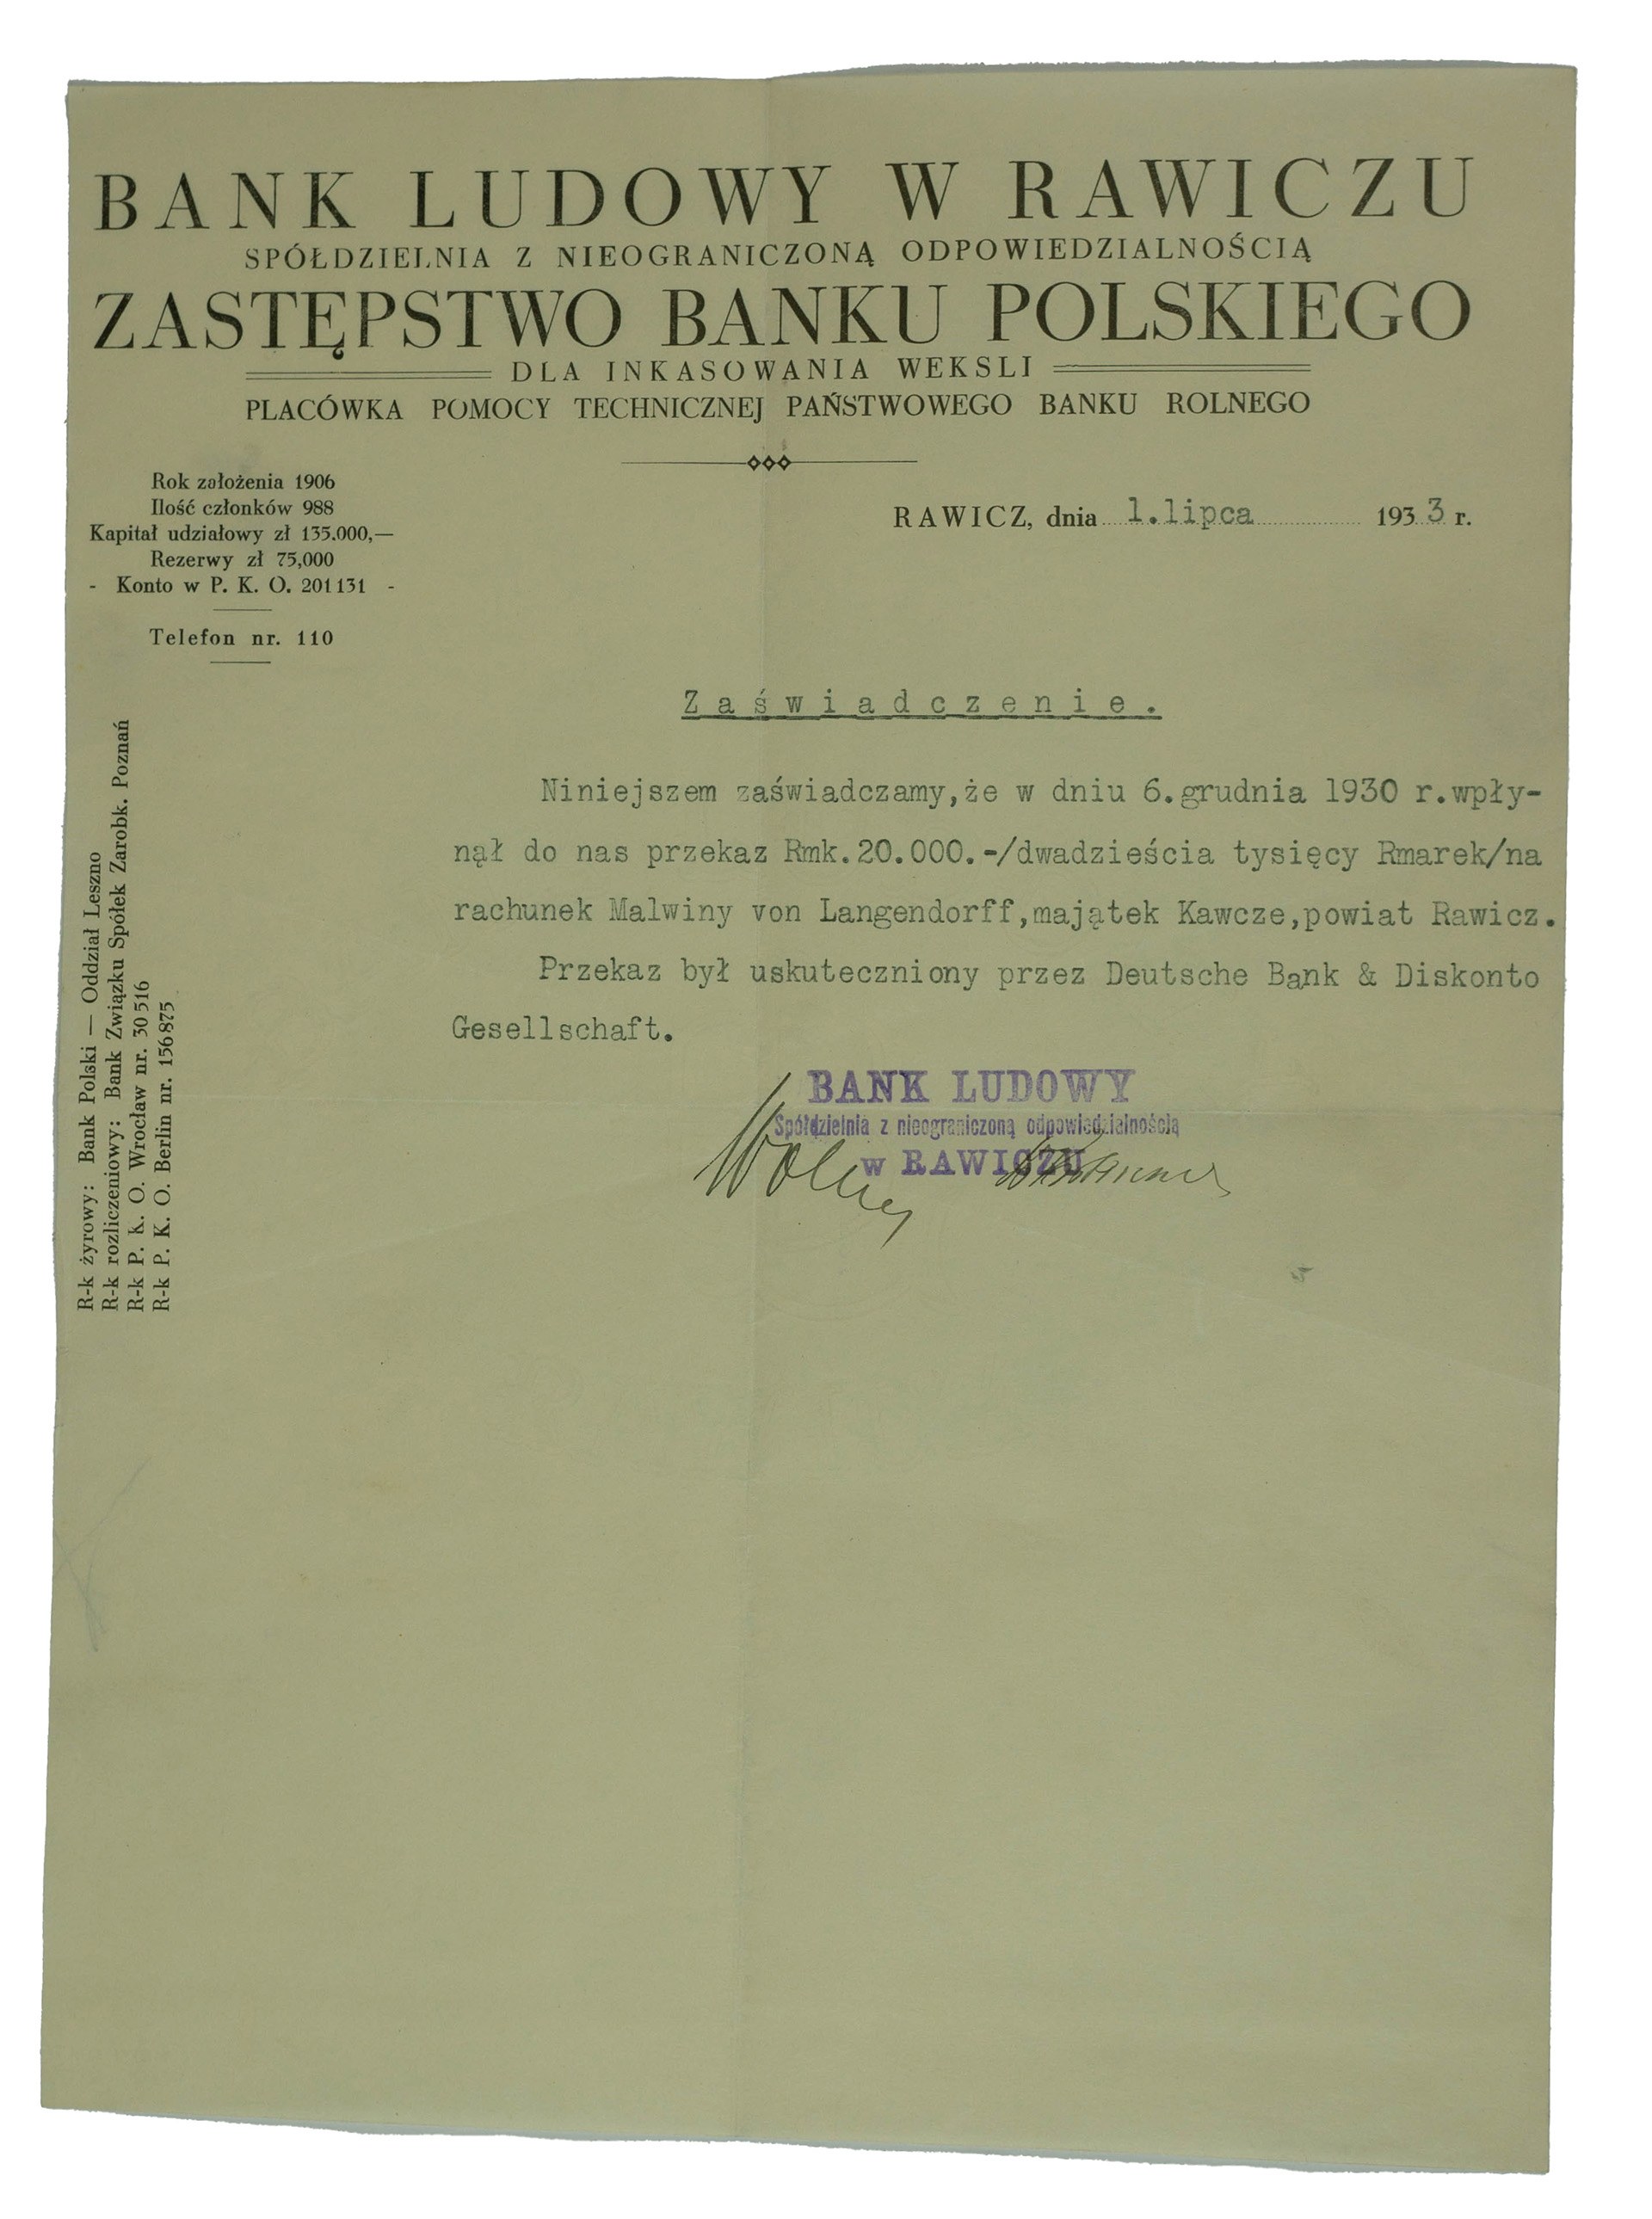 BANK LUDOWY W RAWICZU
SPÓŁDZIELNIA Z NIEOGRANICZONĄ ODPOWIEDZIALNOŚCIĄ
ZASTĘPSTWO BANKU POLSKIEGO
DLA INKASOWANIA WEKSLI
PLACÓWKA POMOCY TECHNICZNEJ PAŃSTWOWEGO BANKU ROLNEGO
Rok założenia 1906
Ilość członków 988
Kapitał udziałowy zł 135.000,—
Rezerwy zł 75,000
- Konto w P. K. O. 201131 -
Telefon nr. 110
RAWICZ, dnia 1.lipca 1933 r.
Zaświadczenie.
Niniejszem zaświadczamy,że w dniu 6.grudnia 1930 r.wpły-
nął do nas przekaz Rmk.20.000.-/dwadzieścia tysięcy Rmarek/na
rachunek Malwiny von Langendorff,majątek Kawcze,powiat Rawicz.
Przekaz był uskuteczniony przez Deutsche Bank & Diskonto
Gesellschaft.
BANK LUDOWY
Spółdzielnia z nieograniczoną odpowiedzialnością
w RAWICZU
R-k żyrowy: Bank Polski — Oddział Leszno
R-k rozliczeniowy: Bank Związku Spółek Zarobk. Poznań
R-k P. k. O. Wrocław nr. 30516
R-k P. K. O. Berlin nr. 156875